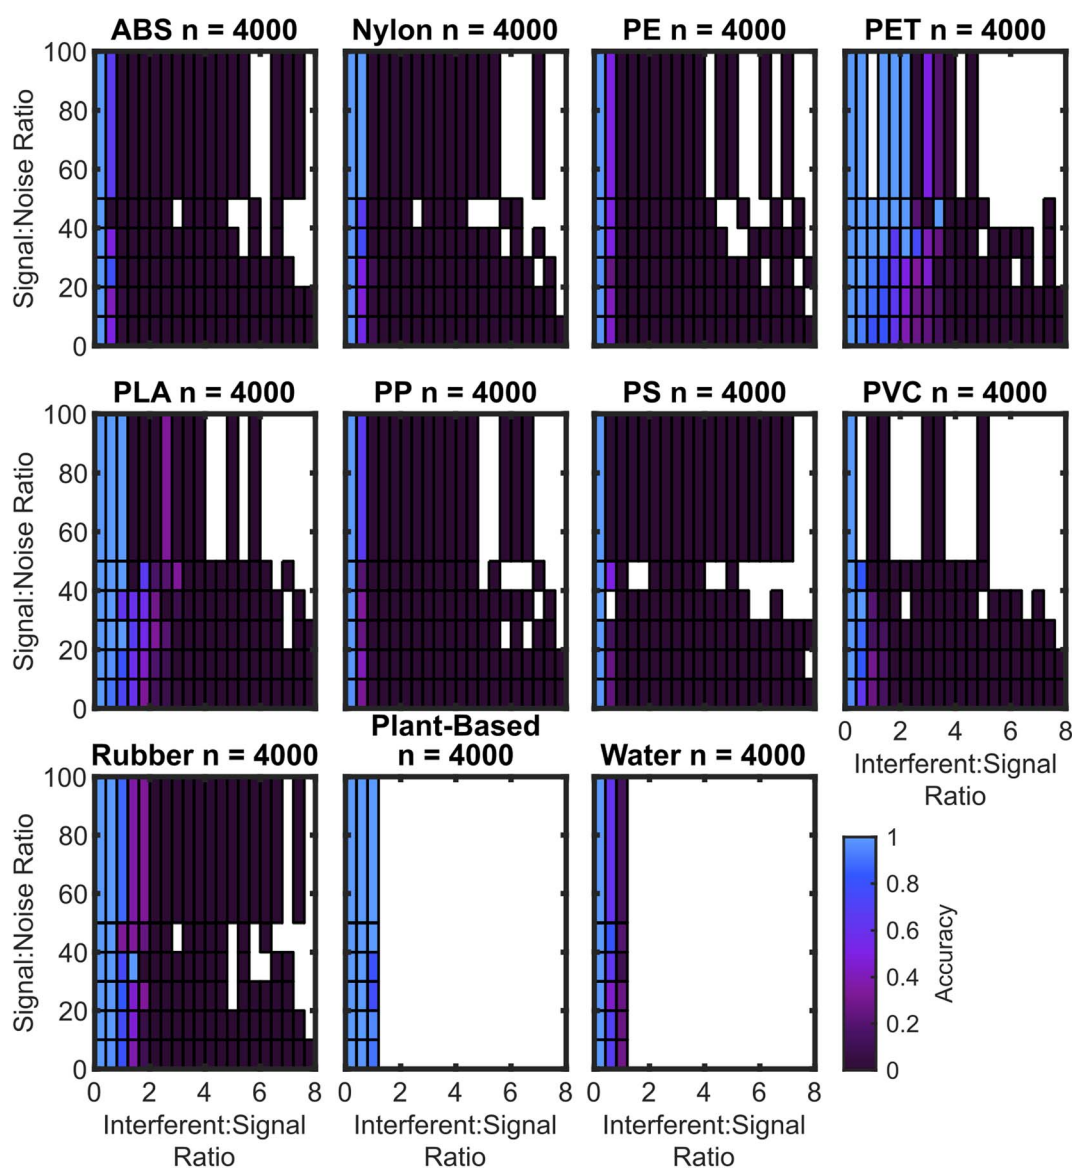 ABS n = 4000
Nylon n = 4000
PE n = 4000
PET n = 4000
Signal:Noise Ratio
100
80
60
40
20
0
PLA n = 4000
PP n = 4000
PS n = 4000
PVC n = 4000
Signal:Noise Ratio
100
80
60
40
20
0
0 2 4 6 8
Interferent:Signal
Ratio
Rubber n = 4000
Plant-Based
n = 4000
Water n = 4000
Signal:Noise Ratio
100
80
60
40
20
0
0 2 4 6 8
Interferent:Signal
Ratio
0 2 4 6 8
Interferent:Signal
Ratio
0 2 4 6 8
Interferent:Signal
Ratio
1
0.8
0.6
0.4
0.2
0
Accuracy